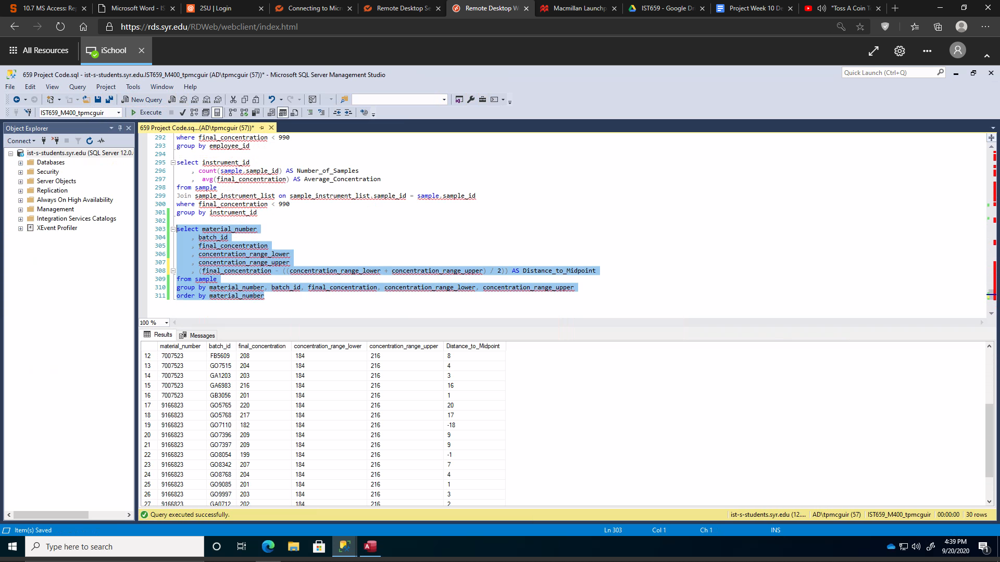 10.7 MS Access: Re
Microsoft Word - IS
2SU | Login
Connecting to Micr
Remote Desktop Se
Remote Desktop W
Macmillan Launchp
IST659 - Google Dr
Project Week 10 De
"Toss A Coin T
https://rds.syr.edu/RDWeb/webclient/index.html
All Resources
iSchool
659 Project Code.sql - ist-s-students.syr.edu.IST659_M400_tpmcguir (AD\tpmcguir (57))* - Microsoft SQL Server Management Studio
Quick Launch (Ctrl+Q)
File Edit View Query Project Tools Window Help
New Query
MDX DMX XMLA DAX
IST659_M400_tpmcguir
Execute
Object Explorer
Connect
ist-s-students.syr.edu (SQL Server 12.0.
Databases
Security
Server Objects
Replication
Always On High Availability
Management
Integration Services Catalogs
XEvent Profiler
659 Project Code.sq...(AD\tpmcguir (57))*
292 where final_concentration < 990
293 group by employee_id
294
295 select instrument_id
296 , count(sample.sample_id) AS Number_of_Samples
297 , avg(final_concentration) AS Average_Concentration
298 from sample
299 Join sample_instrument_list on sample_instrument_list.sample_id = sample.sample_id
300 where final_concentration < 990
301 group by instrument_id
302
303 select material_number
304 , batch_id
305 , final_concentration
306 , concentration_range_lower
307 , concentration_range_upper
308 , (final_concentration - ((concentration_range_lower + concentration_range_upper) / 2)) AS Distance_to_Midpoint
309 from sample
310 group by material_number, batch_id, final_concentration, concentration_range_lower, concentration_range_upper
311 order by material_number
100 %
Results Messages
material_number batch_id final_concentration concentration_range_lower concentration_range_upper Distance_to_Midpoint
12 7007523 FB5609 208 184 216 8
13 7007523 GO7515 204 184 216 4
14 7007523 GA1203 203 184 216 3
15 7007523 GA6983 216 184 216 16
16 7007523 GB3056 201 184 216 1
17 9166823 GO5765 220 184 216 20
18 9166823 GO5768 217 184 216 17
19 9166823 GO7110 182 184 216 -18
20 9166823 GO7396 209 184 216 9
21 9166823 GO7397 209 184 216 9
22 9166823 GO8054 199 184 216 -1
23 9166823 GO8342 207 184 216 7
24 9166823 GO8768 204 184 216 4
25 9166823 GO9085 201 184 216 1
26 9166823 GO9997 203 184 216 3
27 9166823 GA0712 202 184 216 2
Query executed successfully.
ist-s-students.syr.edu (12.... AD\tpmcguir (57) IST659_M400_tpmcguir 00:00:00 30 rows
Item(s) Saved
Ln 303 Col 1 Ch 1 INS
Type here to search
4:39 PM
9/20/2020
1